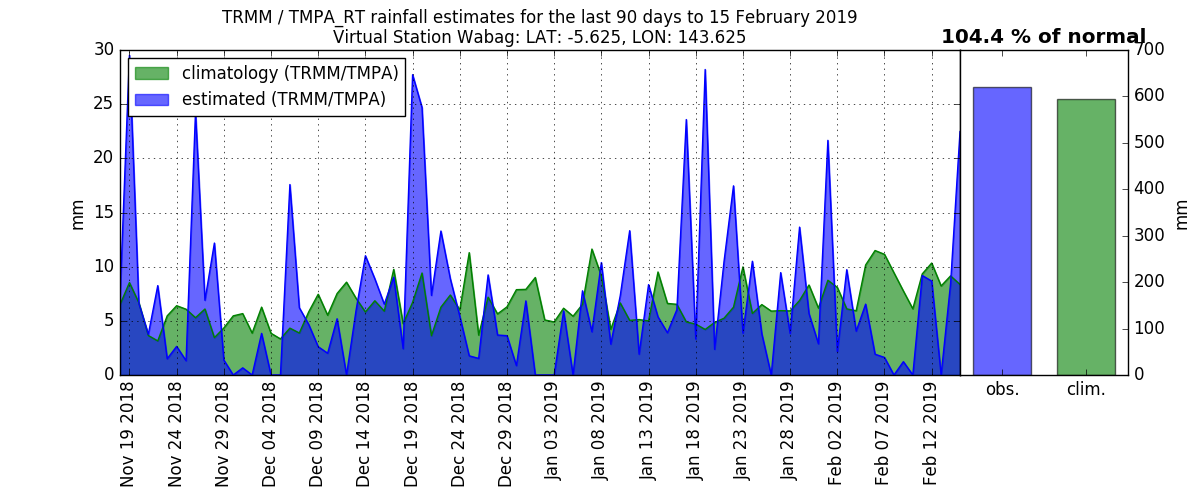 TRMM / TMPA_RT rainfall estimates for the last 90 days to 15 February 2019
Virtual Station Wabag: LAT: -5.625, LON: 143.625
104.4 % of normal
climatology (TRMM/TMPA)
estimated (TRMM/TMPA)
30
25
20
15
10
5
0
mm
Nov 19 2018
Nov 24 2018
Nov 29 2018
Dec 04 2018
Dec 09 2018
Dec 14 2018
Dec 19 2018
Dec 24 2018
Dec 29 2018
Jan 03 2019
Jan 08 2019
Jan 13 2019
Jan 18 2019
Jan 23 2019
Jan 28 2019
Feb 02 2019
Feb 07 2019
Feb 12 2019
obs.
clim.
700
600
500
400
300
200
100
0
mm